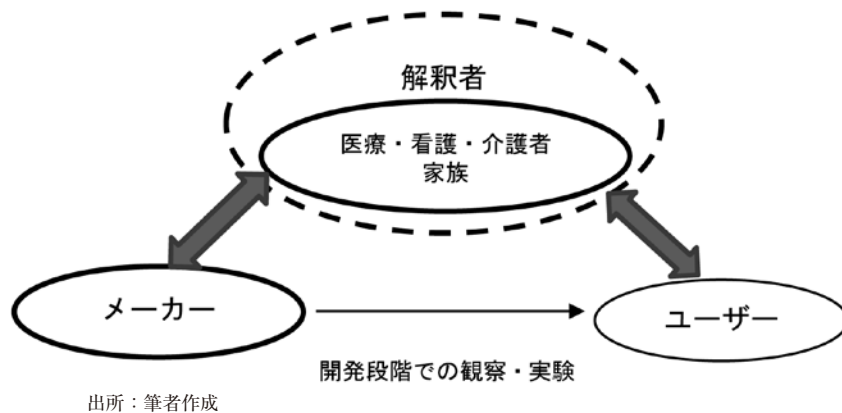 解釈者
医療・看護・介護者
家族
メーカー
ユーザー
開発段階での観察・実験
出所：筆者作成